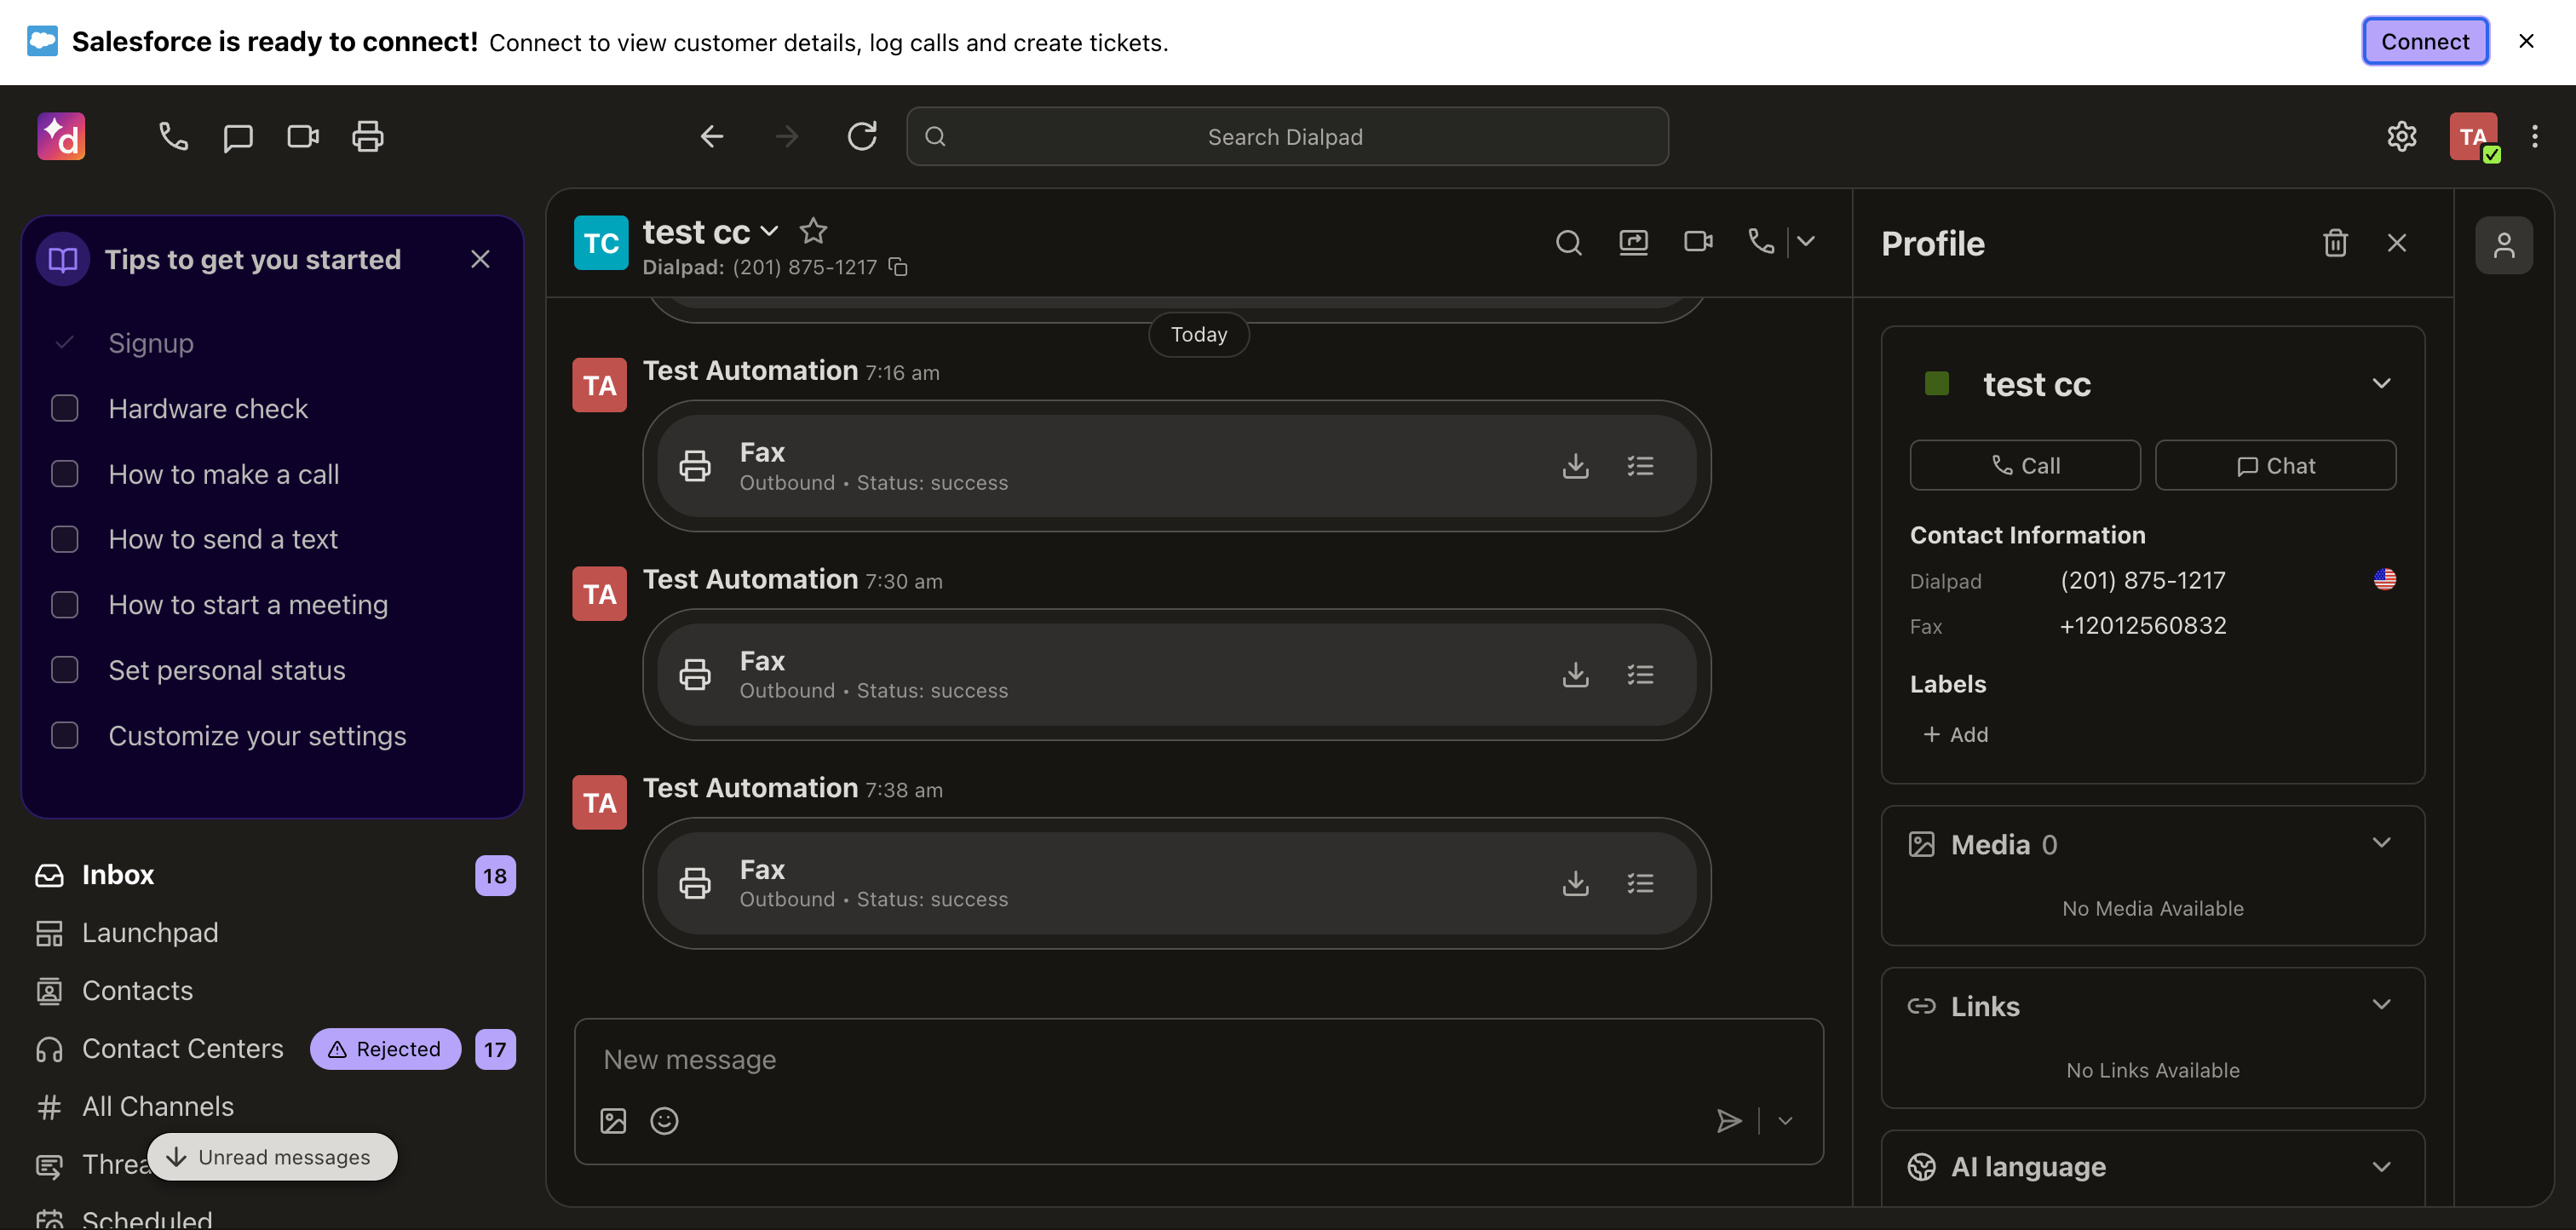 Salesforce is ready to connect! Connect to view customer details, log calls and create tickets.
Connect
d
Search Dialpad
TA
Tips to get you started
Signup
Hardware check
How to make a call
How to send a text
How to start a meeting
Set personal status
Customize your settings
Inbox 18
Launchpad
Contacts
Contact Centers Rejected 17
All Channels
Threa
Unread messages
Scheduled
TC
test cc
Dialpad: (201) 875-1217
Today
TA
Test Automation 7:16 am
Fax
Outbound • Status: success
TA
Test Automation 7:30 am
Fax
Outbound • Status: success
TA
Test Automation 7:38 am
Fax
Outbound • Status: success
New message
Profile
test cc
Call
Chat
Contact Information
Dialpad (201) 875-1217
Fax +12012560832
Labels
+ Add
Media 0
No Media Available
Links
No Links Available
AI language